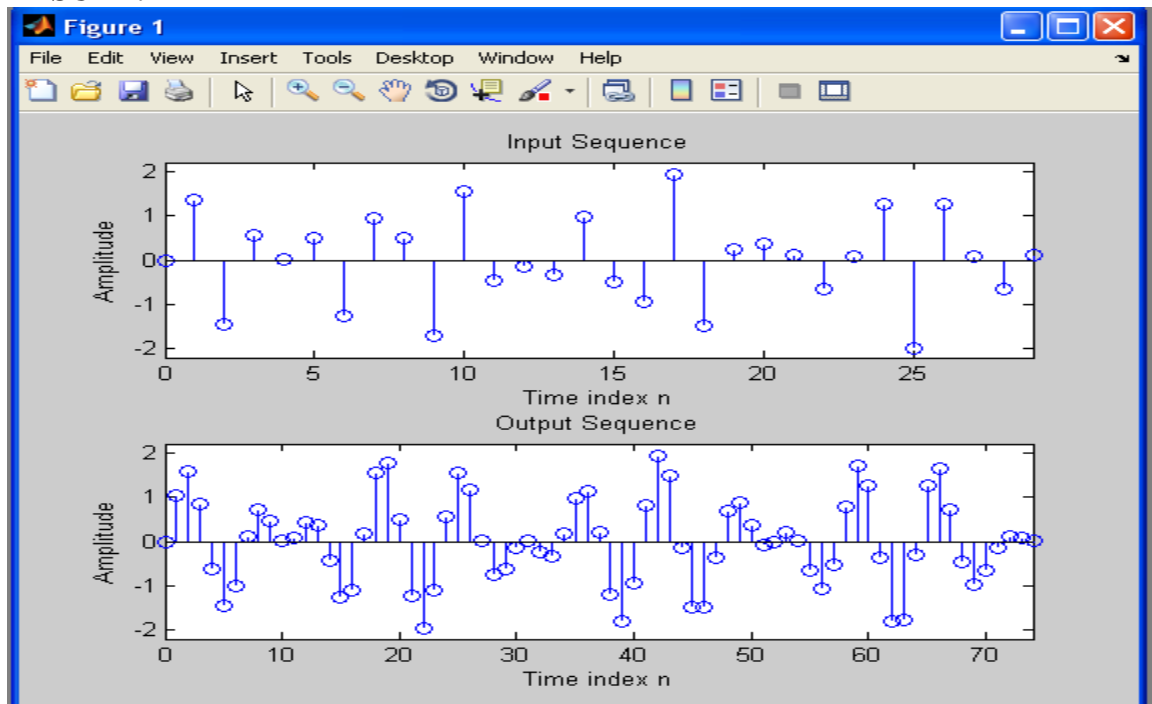 Figure 1
File Edit View Insert Tools Desktop Window Help
Input Sequence
2
1
0
-1
-2
Amplitude
0 5 10 15 20 25
Time index n
Output Sequence
2
1
0
-1
-2
Amplitude
0 10 20 30 40 50 60 70
Time index n